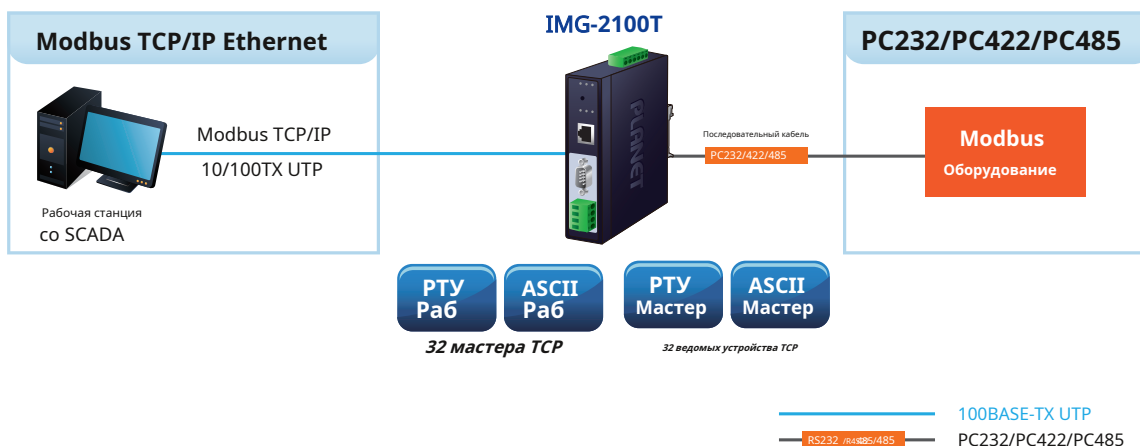 IMG-2100T
Modbus TCP/IP Ethernet
PC232/PC422/PC485
Modbus TCP/IP
10/100TX UTP
Рабочая станция
со SCADA
PLANET
Последовательный кабель
PC232/422/485
Modbus
Оборудование
РТУ
Раб
ASCII
Раб
РТУ
Мастер
ASCII
Мастер
32 мастера TCP
32 ведомых устройства TCP
100BASE-TX UTP
RS232
PC232/PC422/PC485